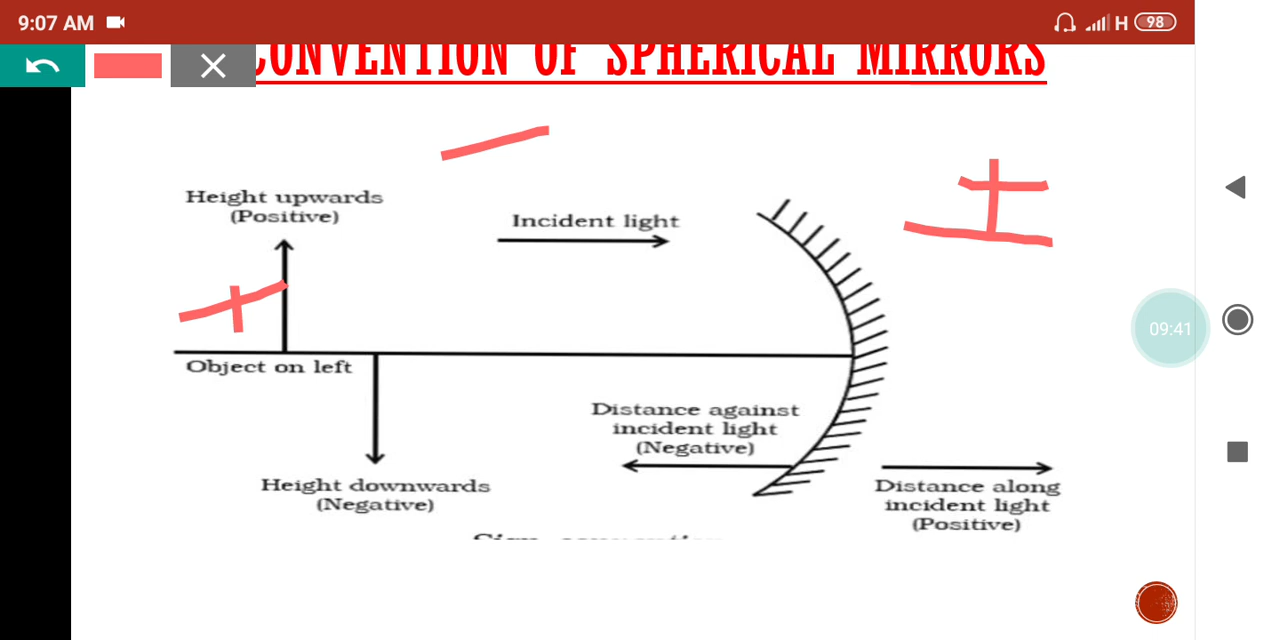 9:07 AM
H 98
CONVENTION OF SPHERICAL MIRRORS
Height upwards
(Positive)
Incident light
09:41
Object on left
Distance against
incident light
(Negative)
Height downwards
(Negative)
Distance along
incident light
(Positive)